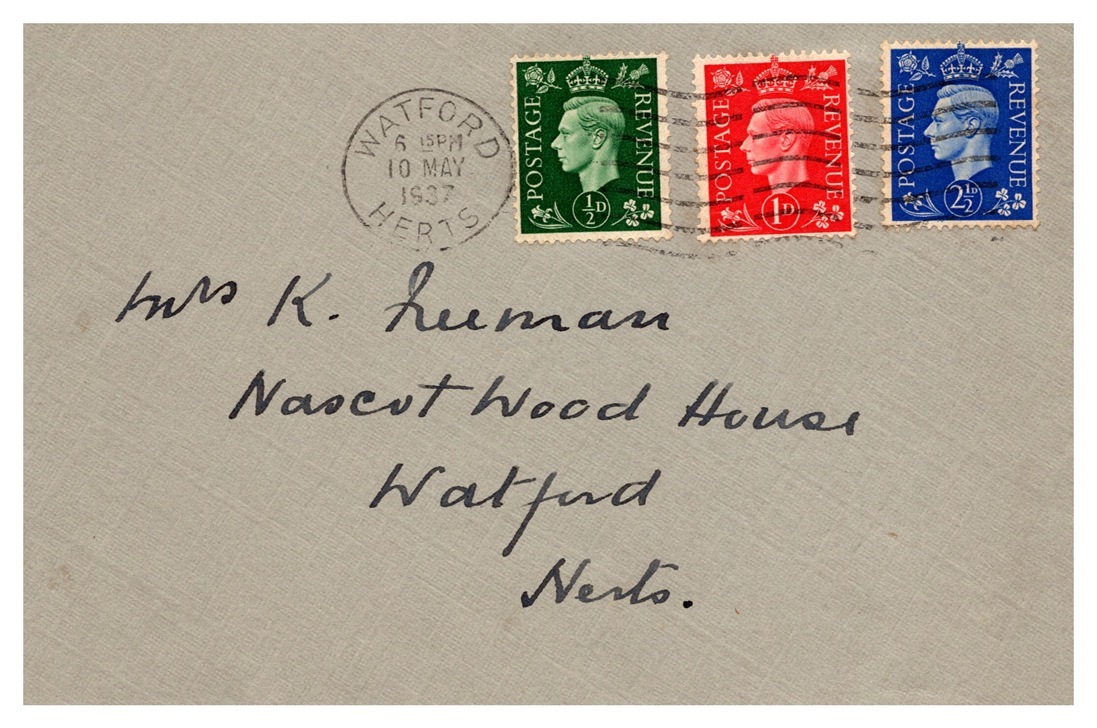 WATFORD
6 15PM
10 MAY
1937
HERTS
POSTAGE REVENUE
½D
POSTAGE REVENUE
1D
POSTAGE REVENUE
2½D
Mrs K. Freeman
Nascot Wood House
Watford
Herts.